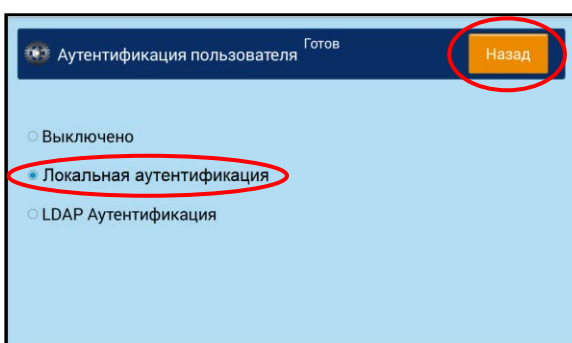 Аутентификация пользователя Готов Назад
Выключено
Локальная аутентификация
LDAP Аутентификация